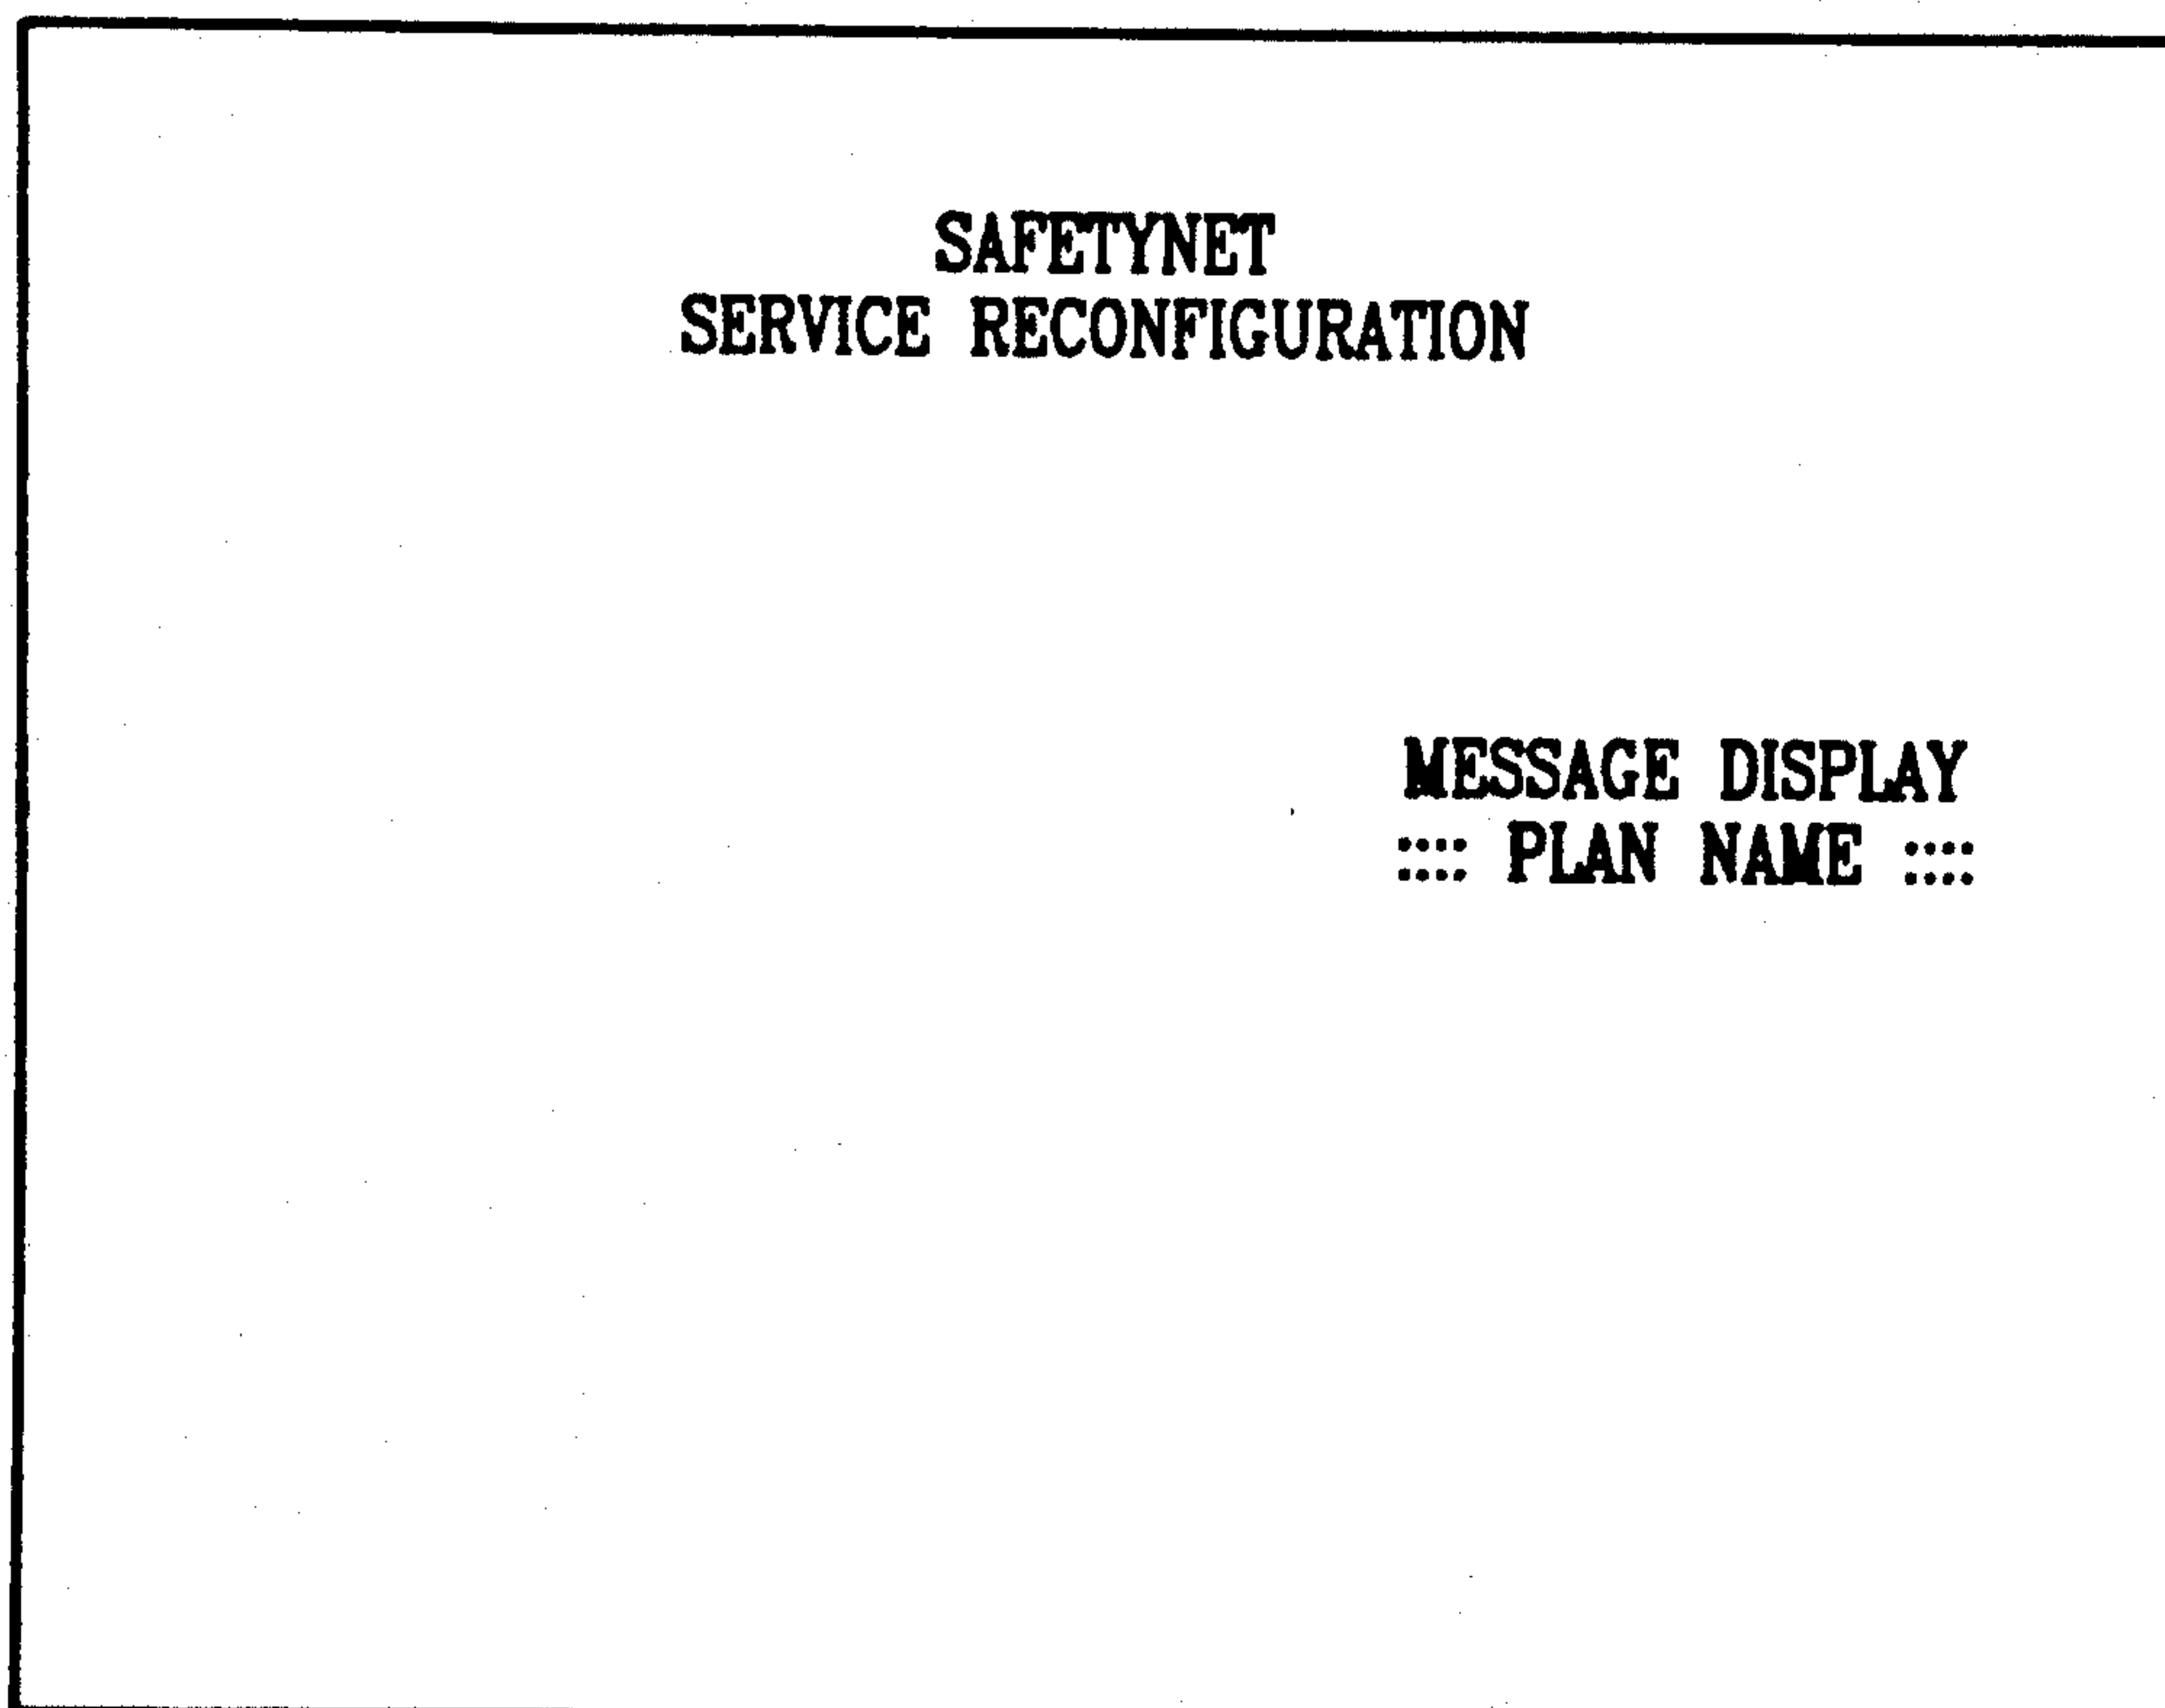 SAFETYNET
SERVICE RECONFIGURATION
MESSAGE DISPLAY
:::: PLAN NAME ::::